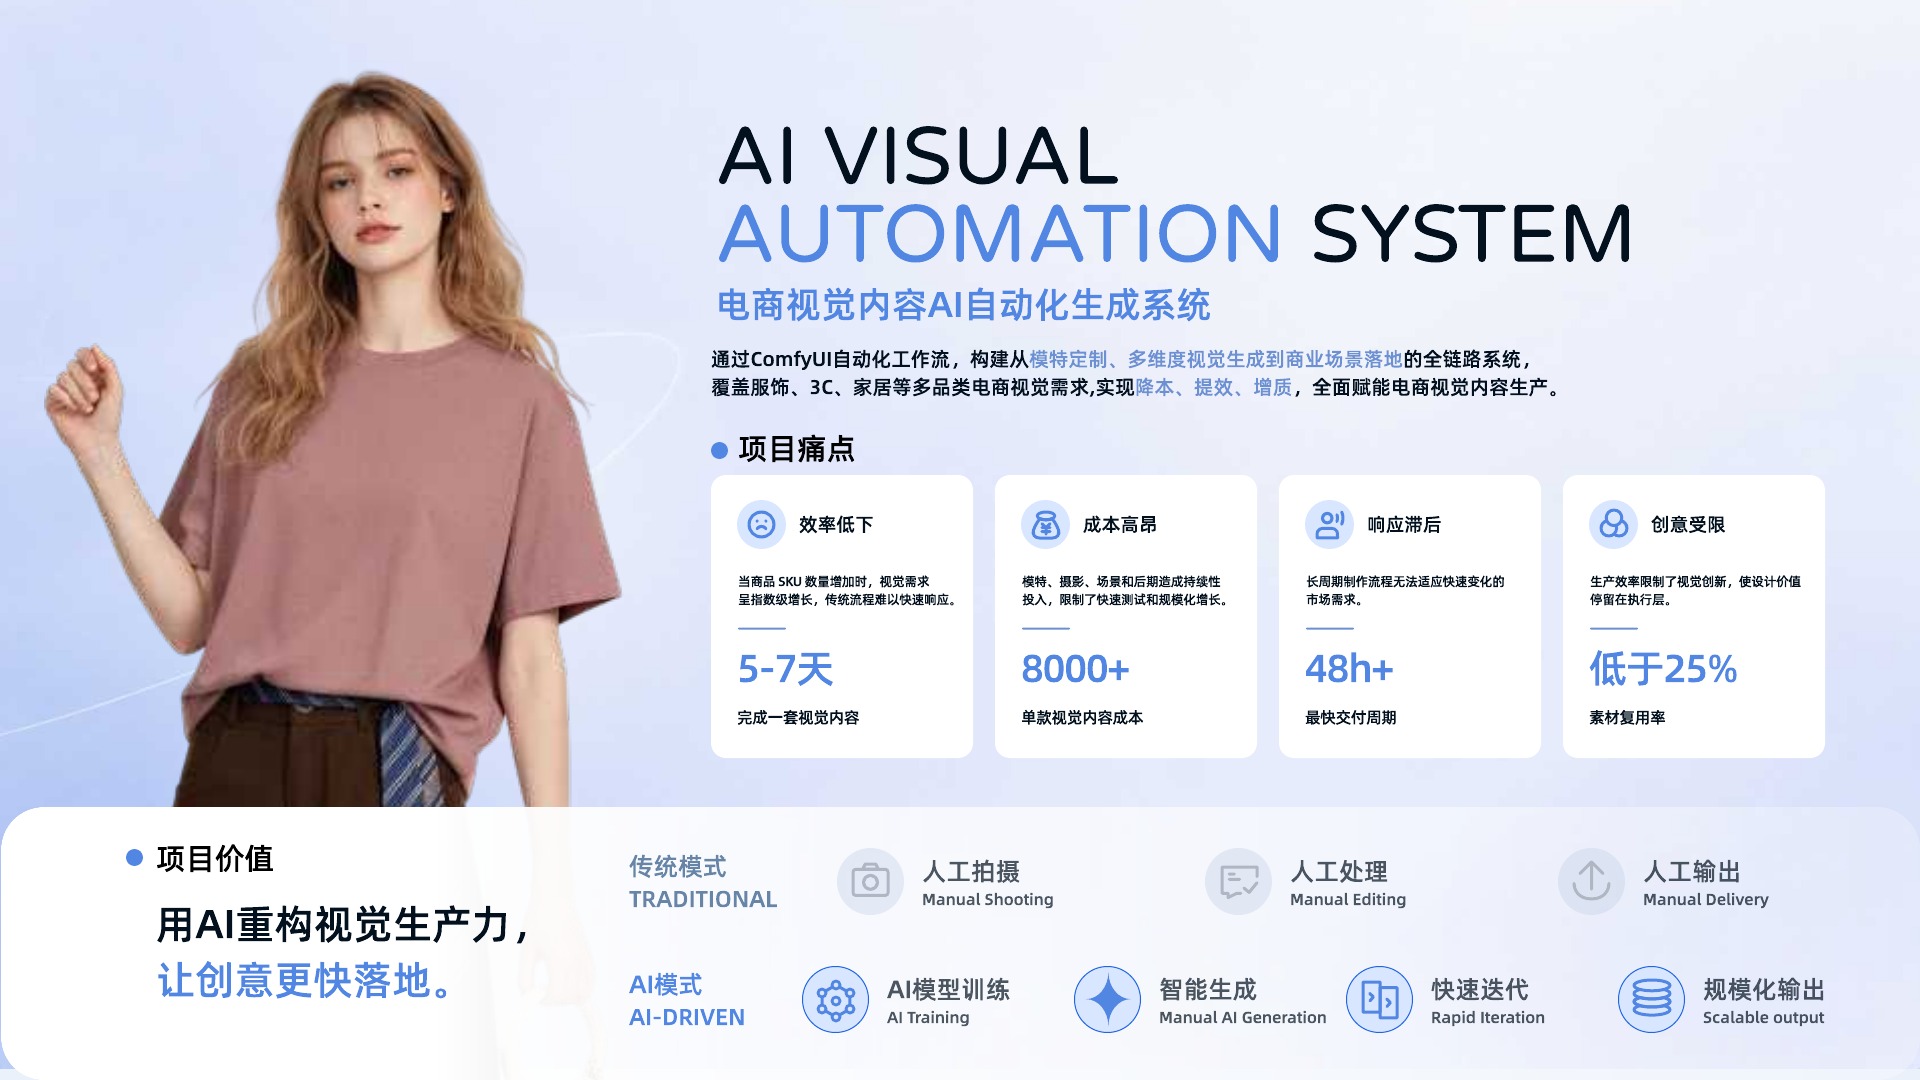 AI VISUAL
AUTOMATION SYSTEM
电商视觉内容AI自动化生成系统
通过ComfyUI自动化工作流，构建从模特定制、多维度视觉生成到商业场景落地的全链路系统，
覆盖服饰、3C、家居等多品类电商视觉需求,实现降本、提效、增质，全面赋能电商视觉内容生产。
项目痛点
效率低下
当商品 SKU 数量增加时，视觉需求
呈指数级增长，传统流程难以快速响应。
5-7天
完成一套视觉内容
成本高昂
模特、摄影、场景和后期造成持续性
投入，限制了快速测试和规模化增长。
8000+
单款视觉内容成本
响应滞后
长周期制作流程无法适应快速变化的
市场需求。
48h+
最快交付周期
创意受限
生产效率限制了视觉创新，使设计价值
停留在执行层。
低于25%
素材复用率
项目价值
用AI重构视觉生产力，
让创意更快落地。
传统模式
TRADITIONAL
人工拍摄
Manual Shooting
人工处理
Manual Editing
人工输出
Manual Delivery
AI模式
AI-DRIVEN
AI模型训练
AI Training
智能生成
Manual AI Generation
快速迭代
Rapid Iteration
规模化输出
Scalable output